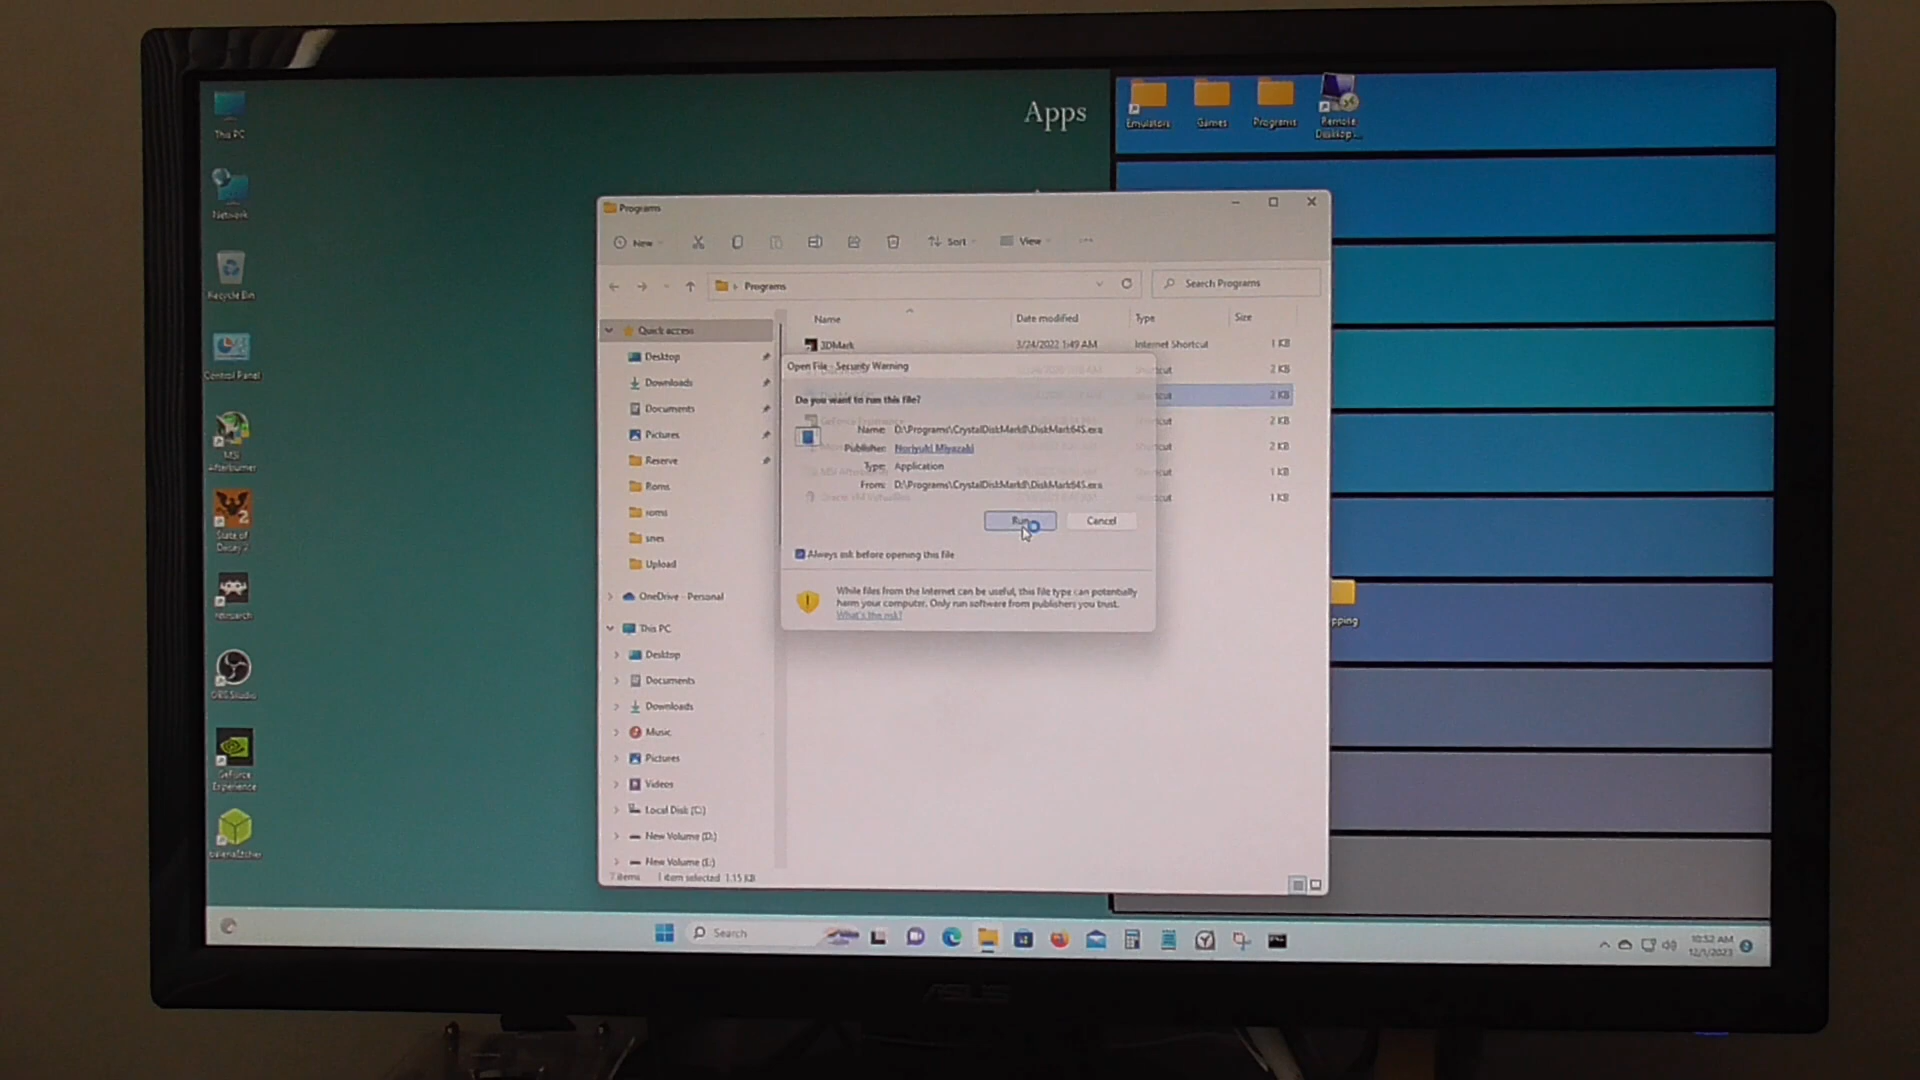 This PC
Network
Recycle Bin
Control Panel
MSI
Afterburner
State of
Decay 2
Retroarch
OBS Studio
GeForce
Experience
balenaEtcher
Apps
Emulators
Games
Programs
Remote
Desktop ...
pping
Programs
New
Sort
View
Programs
Search Programs
Name
Date modified
Type
Size
3DMark
3/24/2022 1:49 AM
Internet Shortcut
1 KB
2 KB
2 KB
2 KB
2 KB
1 KB
1 KB
Quick access
Desktop
Downloads
Documents
Pictures
Reserve
Roms
roms
snes
Upload
OneDrive - Personal
This PC
Desktop
Documents
Downloads
Music
Pictures
Videos
Local Disk (C:)
New Volume (D:)
New Volume (E:)
7 items
1 item selected 1.15 KB
Open File - Security Warning
Do you want to run this file?
Name: D:\Programs\CrystalDiskMark8\DiskMark64S.exe
Publisher: Noriyuki Miyazaki
Type: Application
From: D:\Programs\CrystalDiskMark8\DiskMark64S.exe
Run
Cancel
Always ask before opening this file
While files from the Internet can be useful, this file type can potentially
harm your computer. Only run software from publishers you trust.
What's the risk?
Search
10:52 AM
12/1/2023
2
ASUS